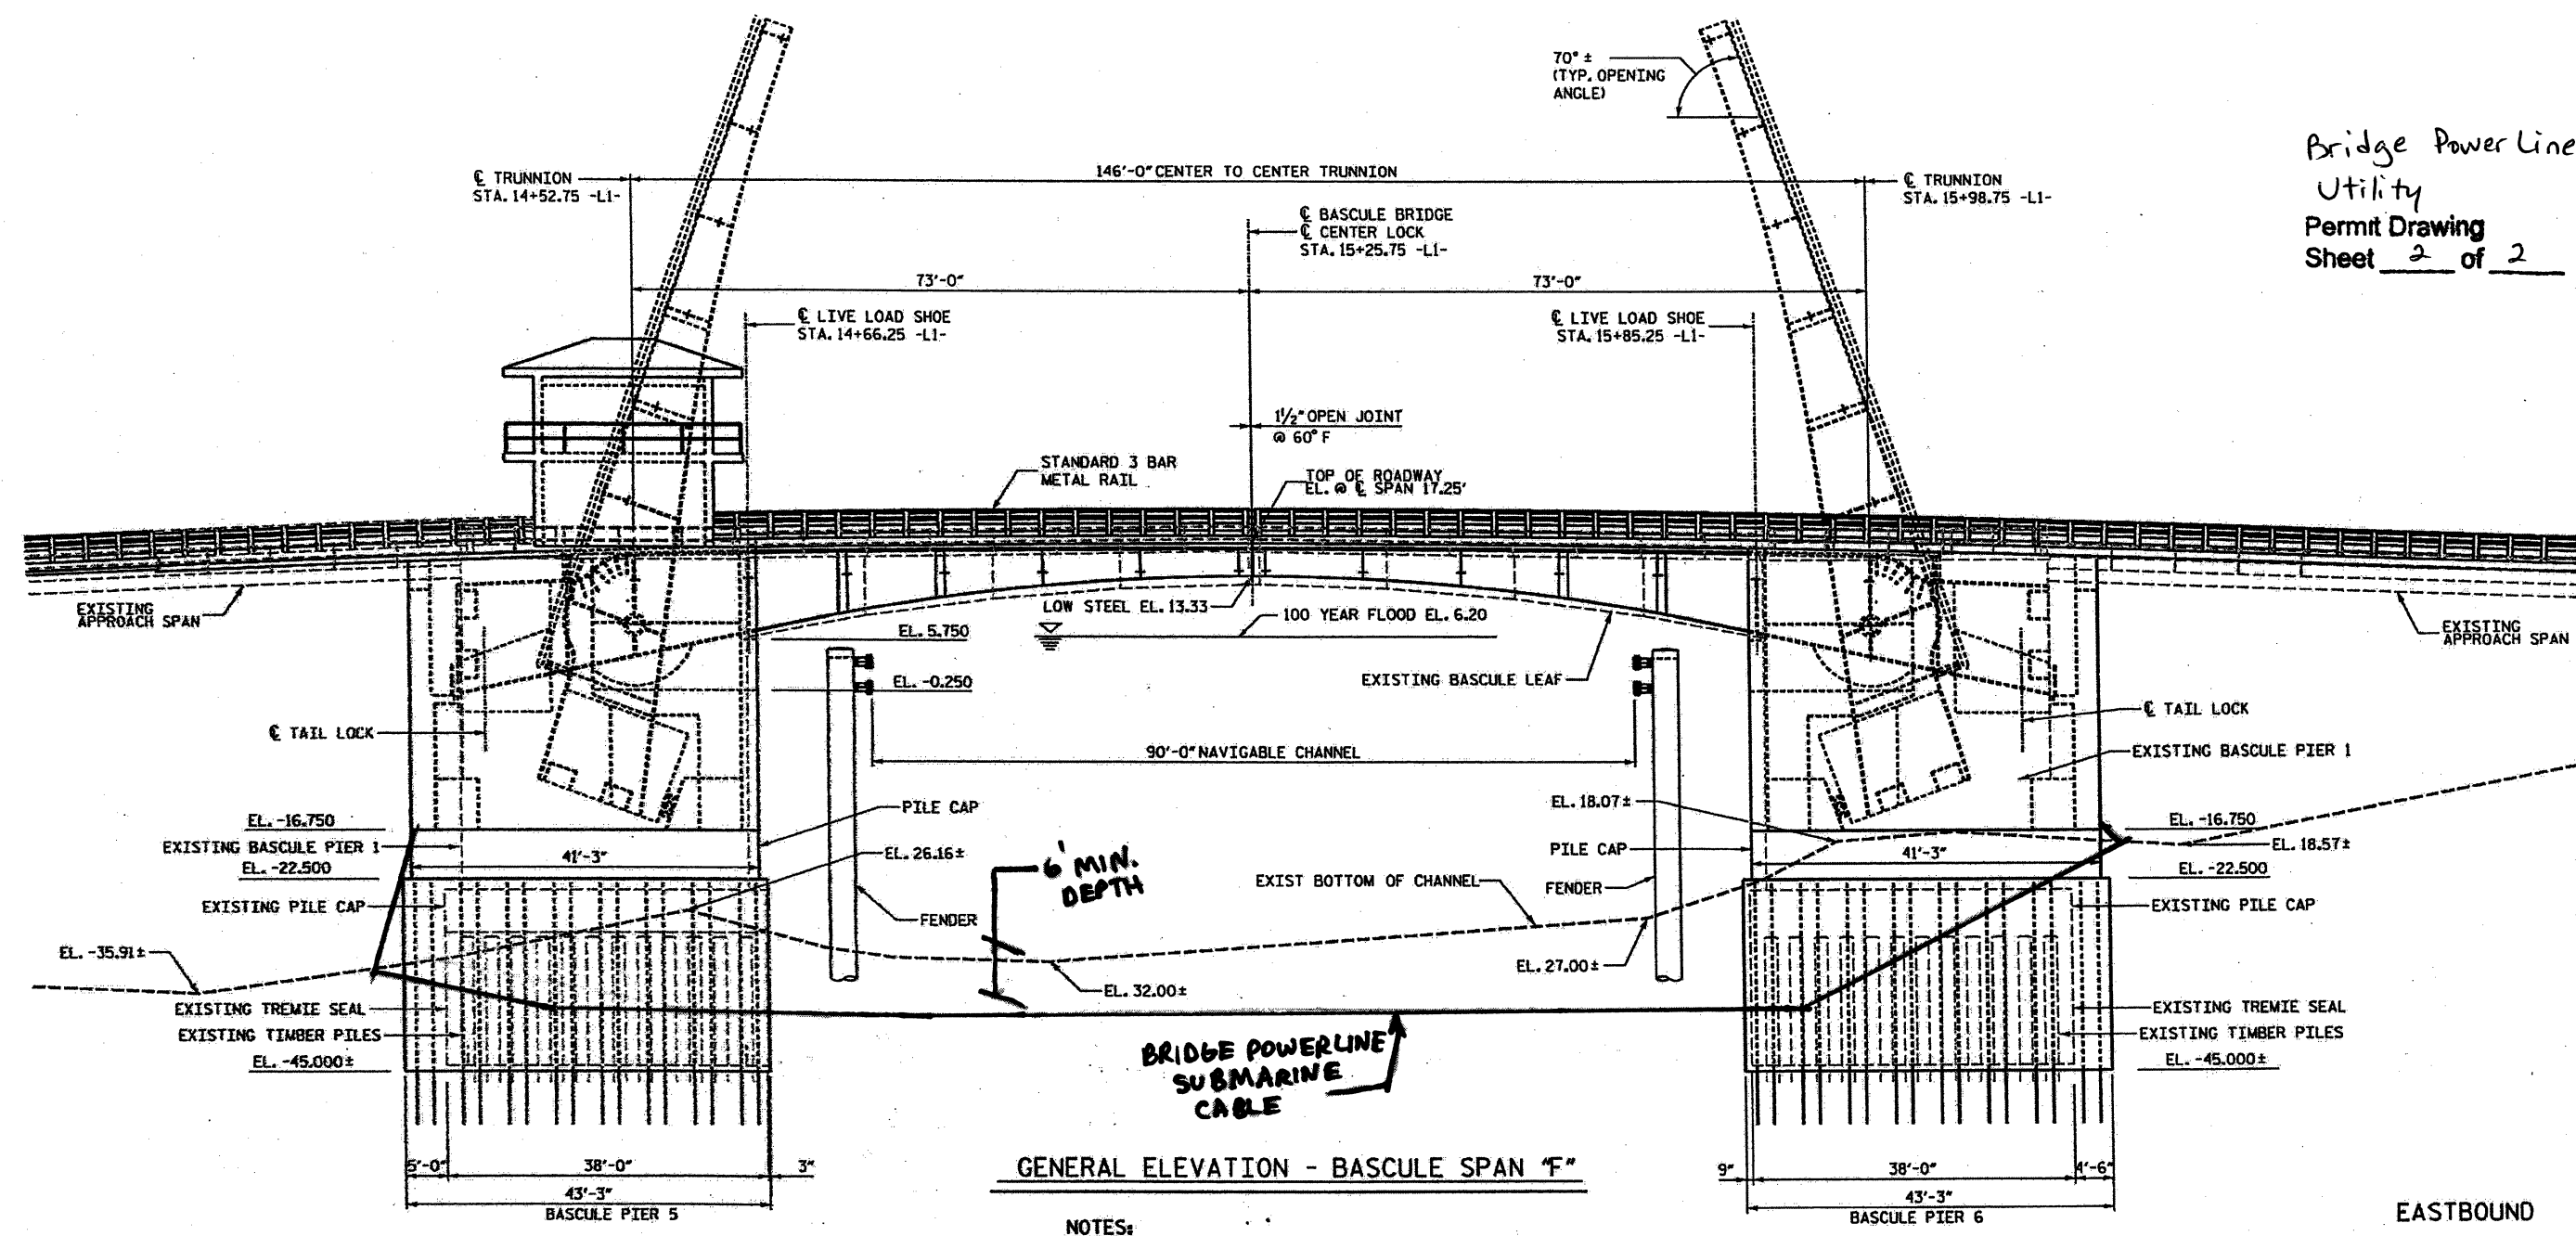 70° ±
(TYP. OPENING
ANGLE)
Bridge Power Line
Utility
Permit Drawing
Sheet 2 of 2
℄ TRUNNION
STA. 14+52.75 -L1-
146'-0" CENTER TO CENTER TRUNNION
℄ TRUNNION
STA. 15+98.75 -L1-
℄ BASCULE BRIDGE
℄ CENTER LOCK
STA. 15+25.75 -L1-
73'-0"
73'-0"
℄ LIVE LOAD SHOE
STA. 14+66.25 -L1-
℄ LIVE LOAD SHOE
STA. 15+85.25 -L1-
1½" OPEN JOINT
@ 60° F
STANDARD 3 BAR
METAL RAIL
TOP OF ROADWAY
EL. @ ℄ SPAN 17.25'
EXISTING
APPROACH SPAN
LOW STEEL EL. 13.33
100 YEAR FLOOD EL. 6.20
EL. 5.750
EXISTING
APPROACH SPAN
EL. -0.250
EXISTING BASCULE LEAF
℄ TAIL LOCK
℄ TAIL LOCK
90'-0" NAVIGABLE CHANNEL
EXISTING BASCULE PIER 1
EL. -16.750
PILE CAP
EL. 18.07±
EL. -16.750
EXISTING BASCULE PIER 1
41'-3"
EL. 26.16±
PILE CAP
41'-3"
EL. 18.57±
EL. -22.500
6' MIN.
DEPTH
EXIST BOTTOM OF CHANNEL
FENDER
EL. -22.500
EXISTING PILE CAP
FENDER
EXISTING PILE CAP
EL. -35.91±
EL. 32.00±
EL. 27.00±
EXISTING TREMIE SEAL
EXISTING TREMIE SEAL
EXISTING TIMBER PILES
EXISTING TIMBER PILES
EL. -45.000±
BRIDGE POWERLINE
SUBMARINE
CABLE
EL. -45.000±
5'-0"
38'-0"
3"
GENERAL ELEVATION - BASCULE SPAN "F"
9"
38'-0"
4'-6"
43'-3"
BASCULE PIER 5
43'-3"
BASCULE PIER 6
NOTES:
EASTBOUND